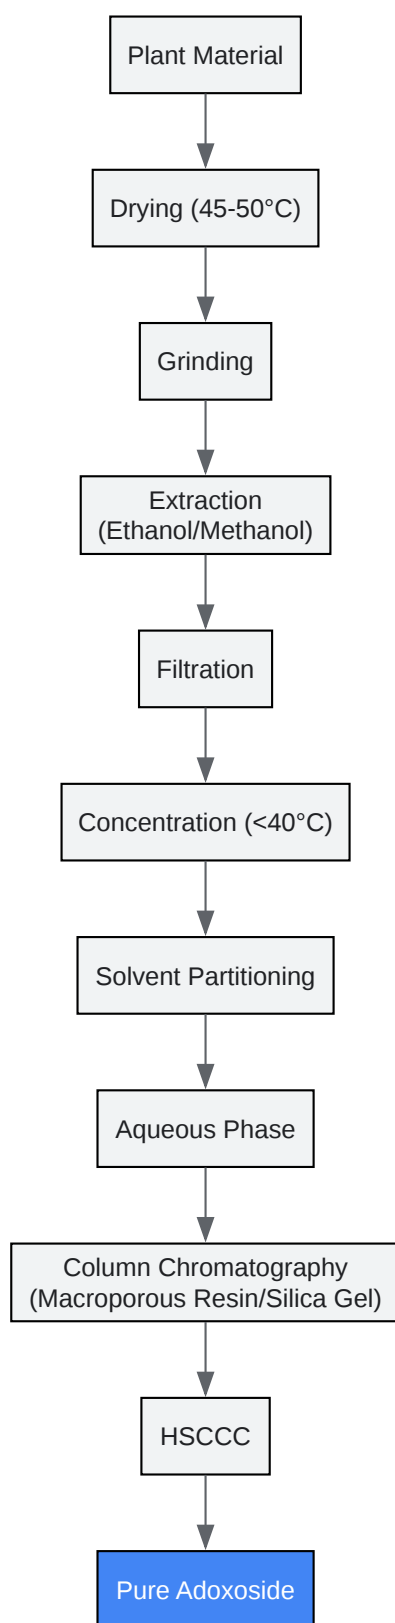 Plant Material
Drying (45-50°C)
Grinding
Extraction
(Ethanol/Methanol)
Filtration
Concentration (<40°C)
Solvent Partitioning
Aqueous Phase
Column Chromatography
(Macroporous Resin/Silica Gel)
HSCCC
Pure Adoxoside